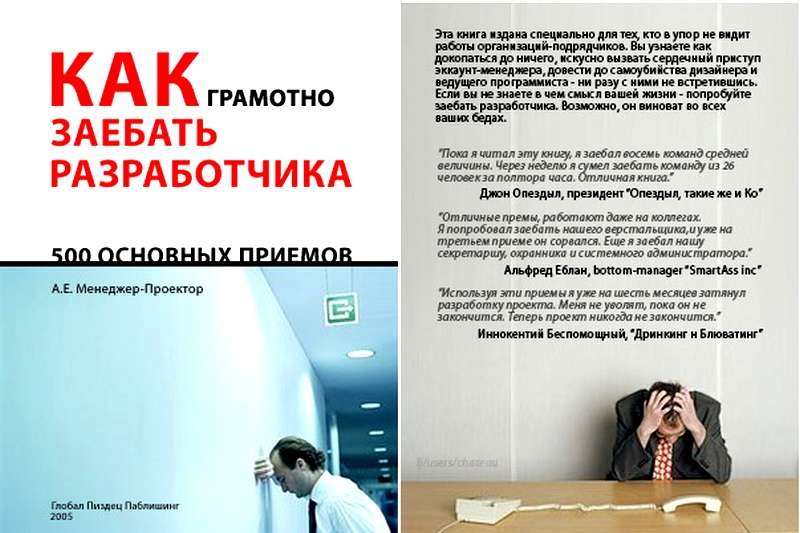 КАК ГРАМОТНО
ЗАЕБАТЬ
РАЗРАБОТЧИКА
500 ОСНОВНЫХ ПРИЕМОВ
А.Е. Менеджер-Проектор
Глобал Пиздец Паблишинг
2005
Эта книга издана специально для тех, кто в упор не видит
работы организаций-подрядчиков. Вы узнаете как
докопаться до ничего, искусно вызвать сердечный приступ
эккаунт-менеджера, довести до самоубийства дизайнера и
ведущего программиста - ни разу с ними не встретившись.
Если вы не знаете в чем смысл вашей жизни - попробуйте
заебать разработчика. Возможно, он виноват во всех
ваших бедах.
"Пока я читал эту книгу, я заебал восемь команд средней
величины. Через неделю я сумел заебать команду из 26
человек за полтора часа. Отличная книга."
Джон Опездыл, президент "Опездыл, такие же и Ко"
"Отличные премы, работают даже на коллегах.
Я попробовал заебать нашего верстальщика,и уже на
третьем приеме он сорвался. Еще я заебал нашу
секретаршу, охранника и системного администратора."
Альфред Еблан, bottom-manager "SmartAss inc"
"Используя эти приемы я уже на шесть месяцев затянул
разработку проекта. Меня не уволят, пока он не
закончится. Теперь проект никогда не закончится."
Иннокентий Беспомощный, "Дринкинг н Блюватинг"